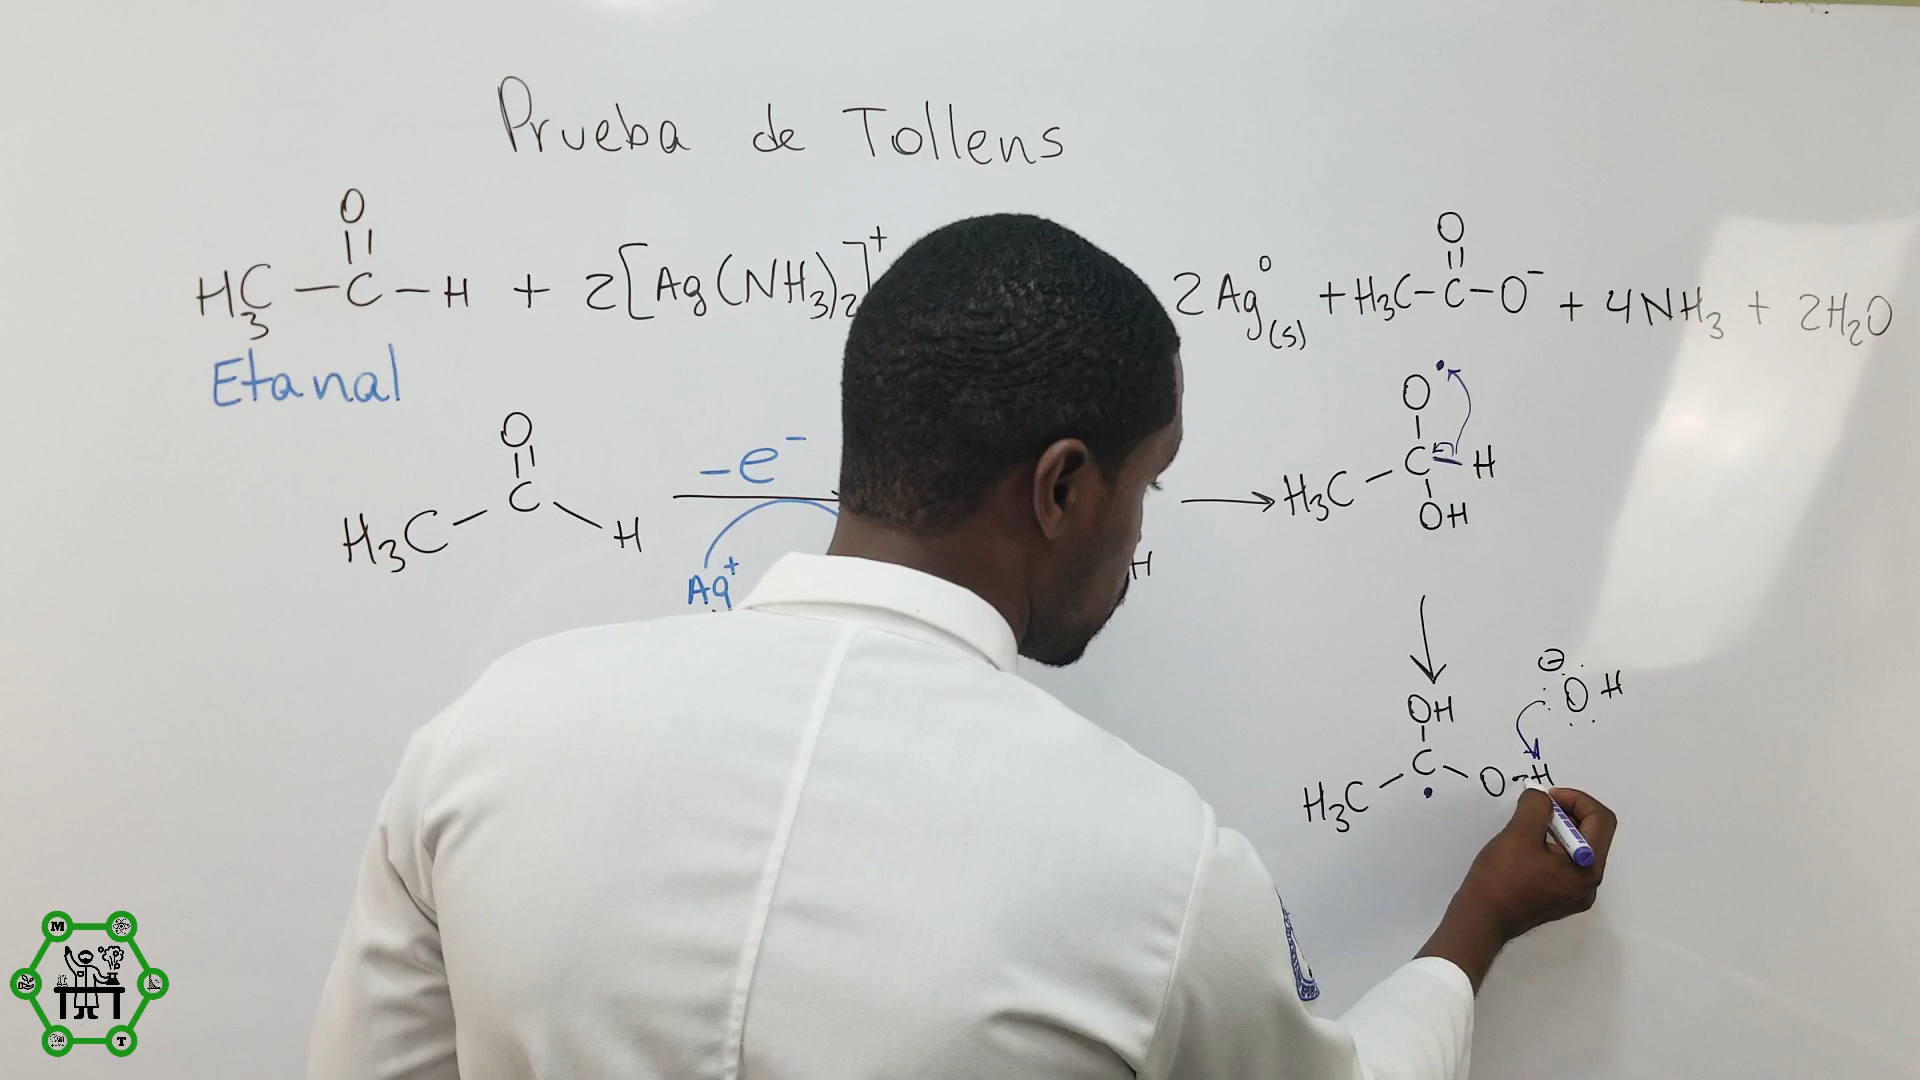 Prueba de Tollens
O
H3C – C – H + 2[Ag(NH3)2]+ 2Ag°(s) + H3C – C – O⁻ + 4NH3 + 2H2O
O
Etanal
O
C
H3C
H
–e⁻
Ag+
H
O
H3C
C
H
OH
OH
C
H3C
O – H
⊖
OH
M
T